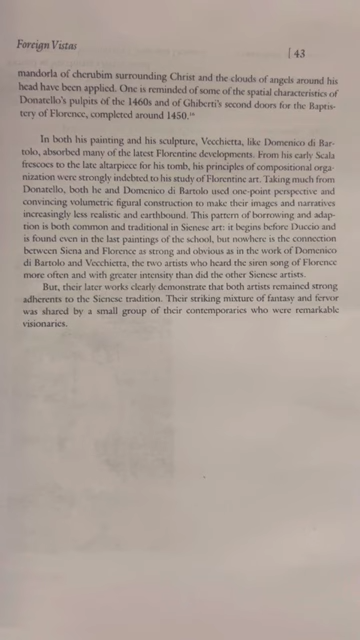 Foreign Vistas
[ 43
mandorla of cherubim surrounding Christ and the clouds of angels around his
head have been applied. One is reminded of some of the spatial characteristics of
Donatello's pulpits of the 1460s and of Ghiberti's second doors for the Baptis-
tery of Florence, completed around 1450.
In both his painting and his sculpture, Vecchietta, like Domenico di Bar-
tolo, absorbed many of the latest Florentine developments. From his early Scala
frescoes to the late altarpiece for his tomb, his principles of compositional orga-
nization were strongly indebted to his study of Florentine art. Taking much from
Donatello, both he and Domenico di Bartolo used one-point perspective and
convincing volumetric figural construction to make their images and narratives
increasingly less realistic and earthbound. This pattern of borrowing and adap-
tion is both common and traditional in Sienese art: it begins before Duccio and
is found even in the last paintings of the school, but nowhere is the connection
between Siena and Florence as strong and obvious as in the work of Domenico
di Bartolo and Vecchietta, the two artists who heard the siren song of Florence
more often and with greater intensity than did the other Sienese artists.
But, their later works clearly demonstrate that both artists remained strong
adherents to the Sienese tradition. Their striking mixture of fantasy and fervor
was shared by a small group of their contemporaries who were remarkable
visionaries.